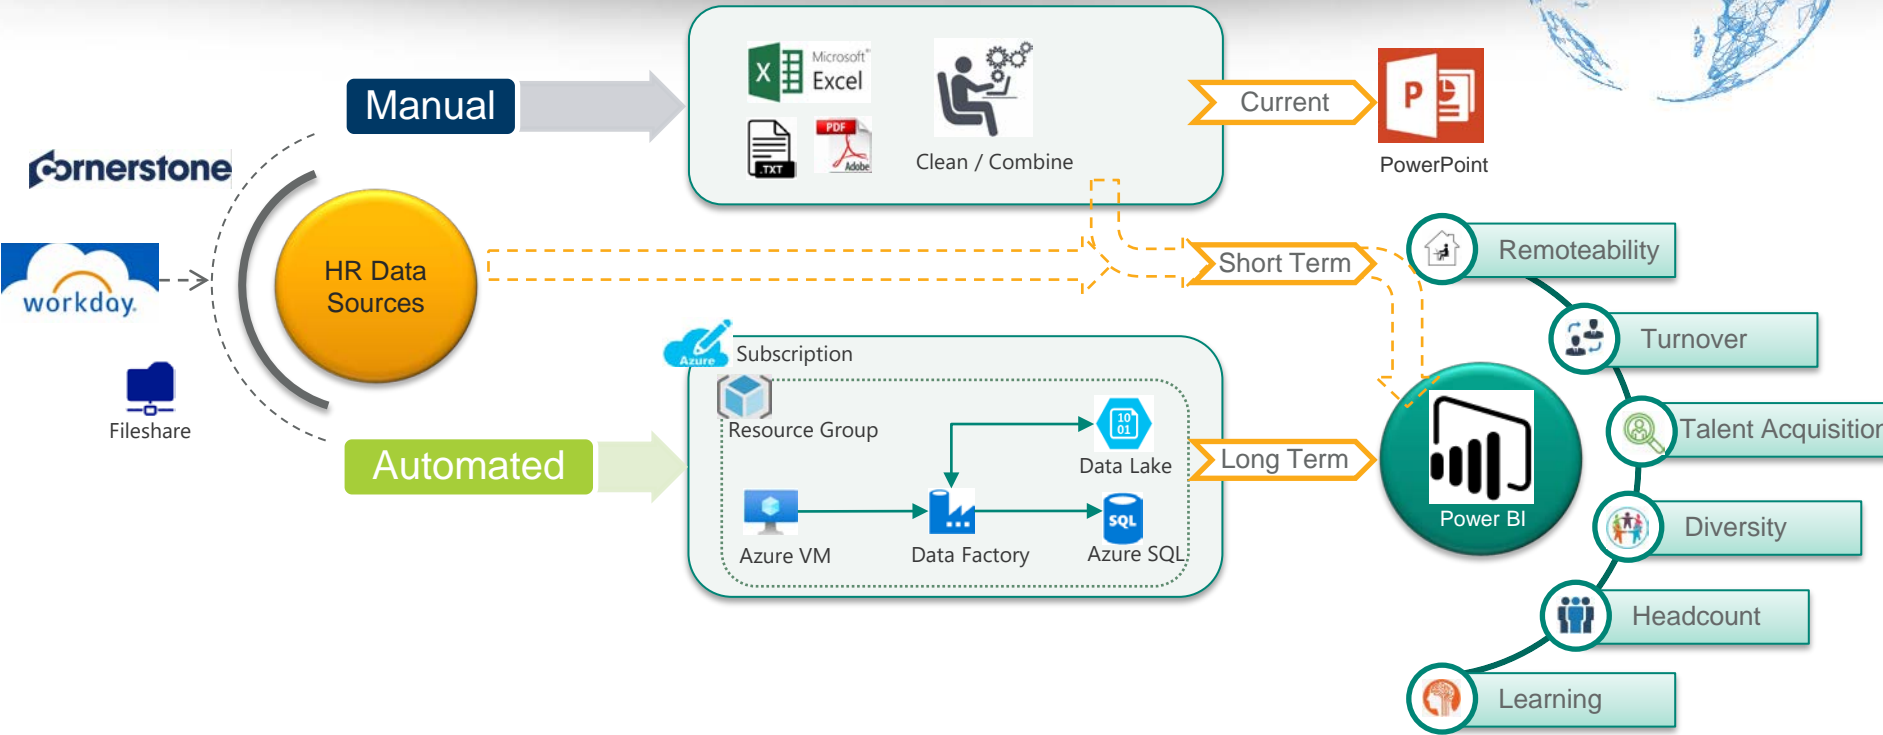 Manual
Microsoft
Excel
X
.TXT
PDF
Adobe
Clean / Combine
Current
P
PowerPoint
cornerstone
workday.
Fileshare
HR Data
Sources
Short Term
Automated
Azure
Subscription
Resource Group
10
01
Data Lake
Azure VM
Data Factory
SQL
Azure SQL
Long Term
Power BI
Remoteability
Turnover
Talent Acquisition
Diversity
Headcount
Learning